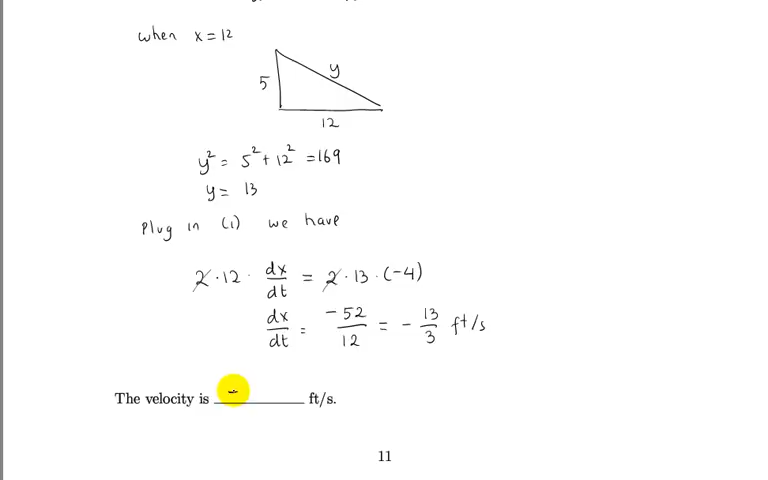 when x = 12
5
y
12
y² = 5² + 12² = 169
y = 13
Plug in (1) we have
2 · 12 · dx/dt = 2 · 13 · (-4)
dx/dt = -52/12 = - 13/3 ft/s
The velocity is - ft/s.
11